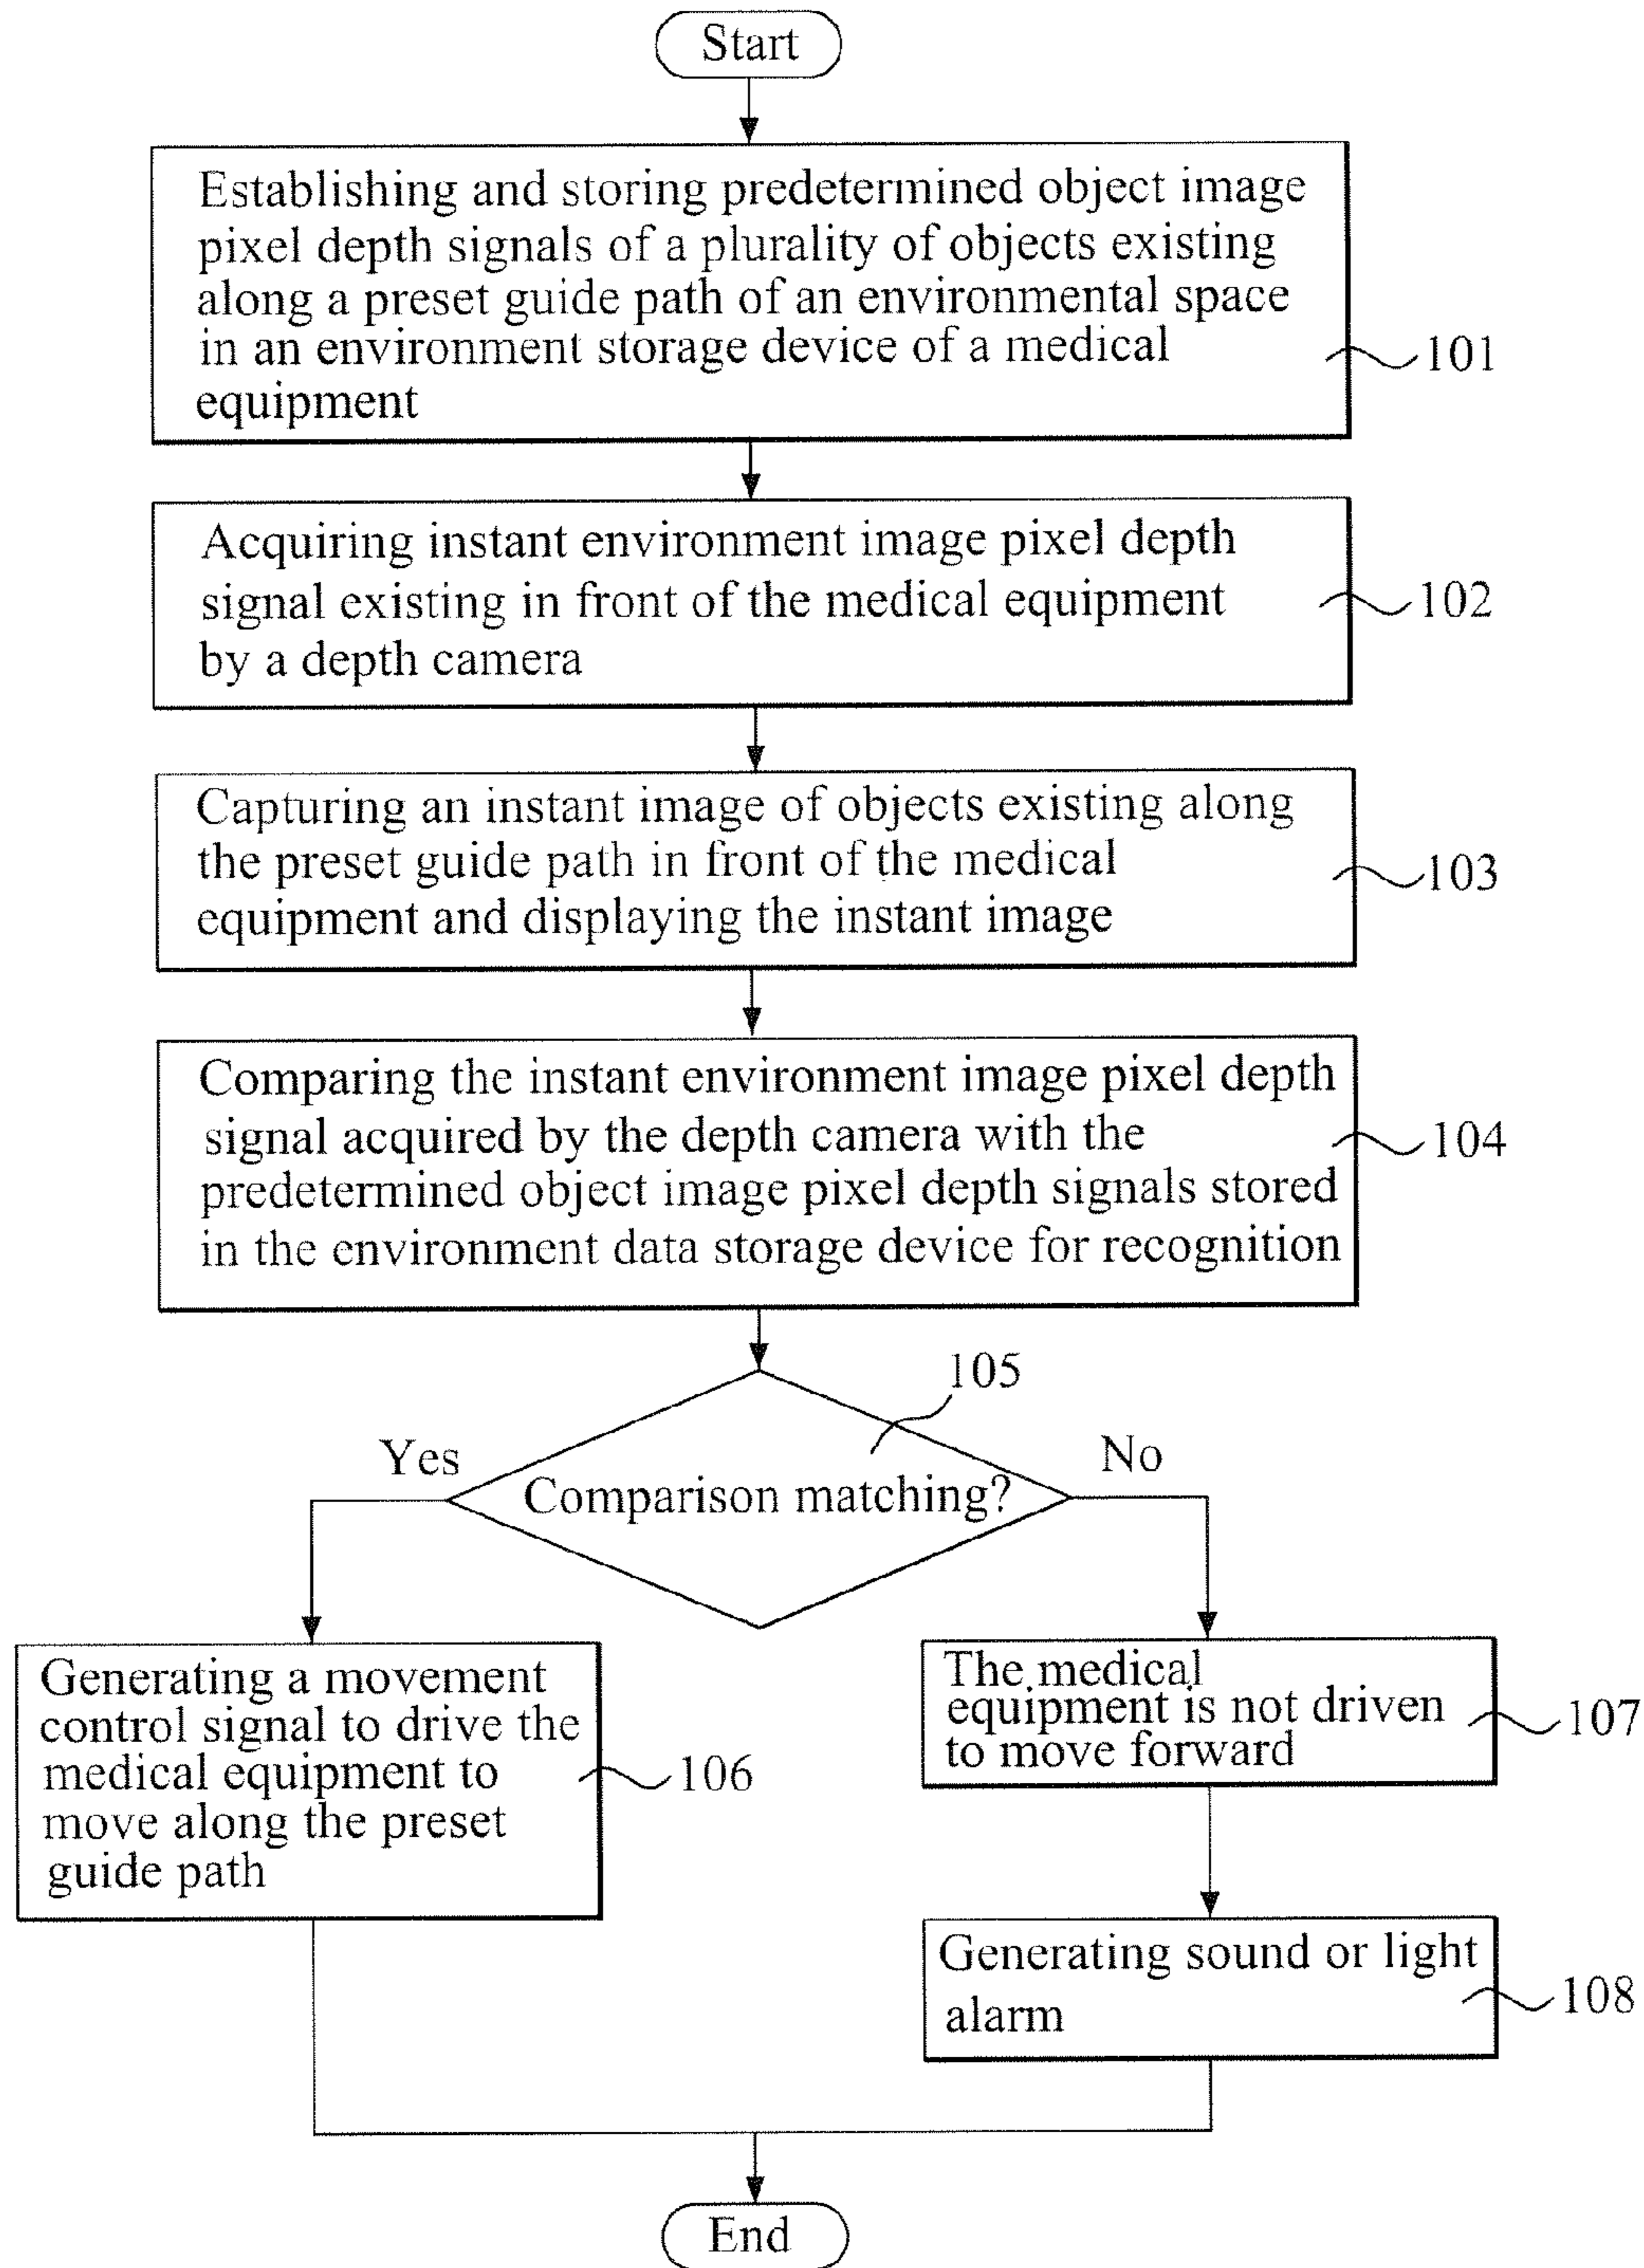 Start
Establishing and storing predetermined object image
pixel depth signals of a plurality of objects existing
along a preset guide path of an environmental space
in an environment storage device of a medical
equipment
101
Acquiring instant environment image pixel depth
signal existing in front of the medical equipment
by a depth camera
102
Capturing an instant image of objects existing along
the preset guide path in front of the medical
equipment and displaying the instant image
103
Comparing the instant environment image pixel depth
signal acquired by the depth camera with the
predetermined object image pixel depth signals stored
in the environment data storage device for recognition
104
105
Yes
No
Comparison matching?
Generating a movement
control signal to drive the
medical equipment to
move along the preset
guide path
106
The medical
equipment is not driven
to move forward
107
Generating sound or light
alarm
108
End